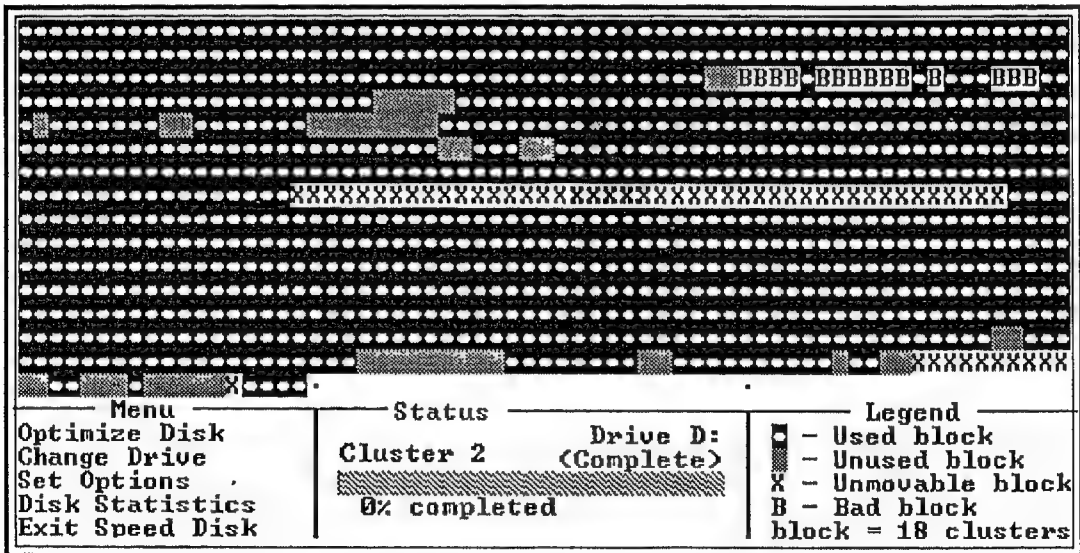 BBBB BBBBBB B BBB
XXXXXXXXXXXXXXXXXXXXXXXXXXXXXXXXXXXXXXXXXXXX
XXXXXXXXXX
X
Menu
Optimize Disk
Change Drive
Set Options
Disk Statistics
Exit Speed Disk
Status
Cluster 2
Drive D:
(Complete)
0% completed
Legend
- Used block
- Unused block
X - Unmovable block
B - Bad block
block = 18 clusters